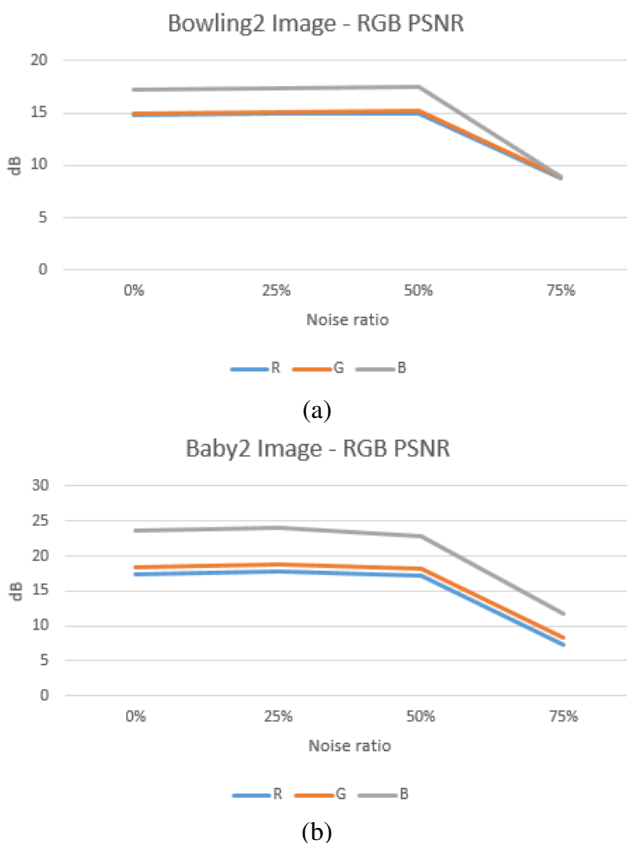 Bowling2 Image - RGB PSNR
20
15
10
5
0
dB
0% 25% 50% 75%
Noise ratio
R G B
(a)
Baby2 Image - RGB PSNR
30
25
20
15
10
5
0
dB
0% 25% 50% 75%
Noise ratio
R G B
(b)